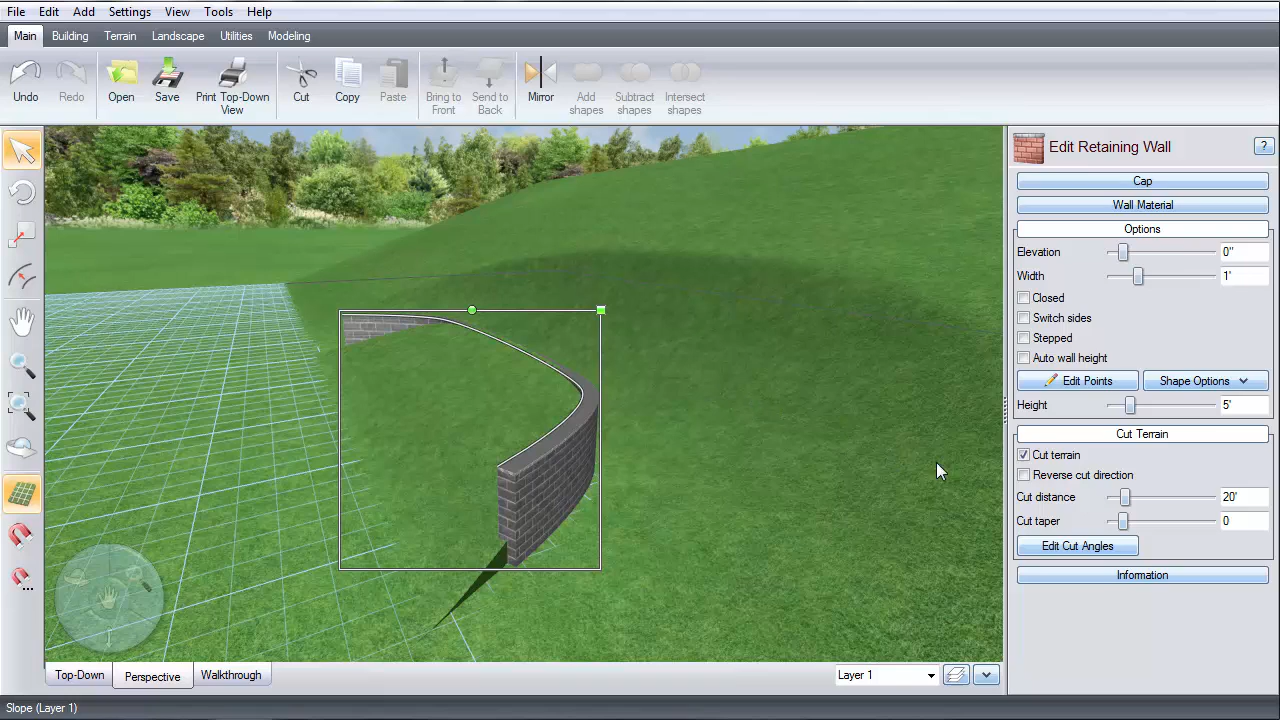 File Edit Add Settings View Tools Help
Main Building Terrain Landscape Utilities Modeling
Undo Redo Open Save Print Top-Down View Cut Copy Paste Bring to Front Send to Back Mirror Add shapes Subtract shapes Intersect shapes
Edit Retaining Wall ?
Cap
Wall Material
Options
Elevation 0"
Width 1'
Closed
Switch sides
Stepped
Auto wall height
Edit Points Shape Options
Height 5'
Cut Terrain
Cut terrain
Reverse cut direction
Cut distance 20'
Cut taper 0
Edit Cut Angles
Information
Top-Down Perspective Walkthrough Layer 1
Slope (Layer 1)